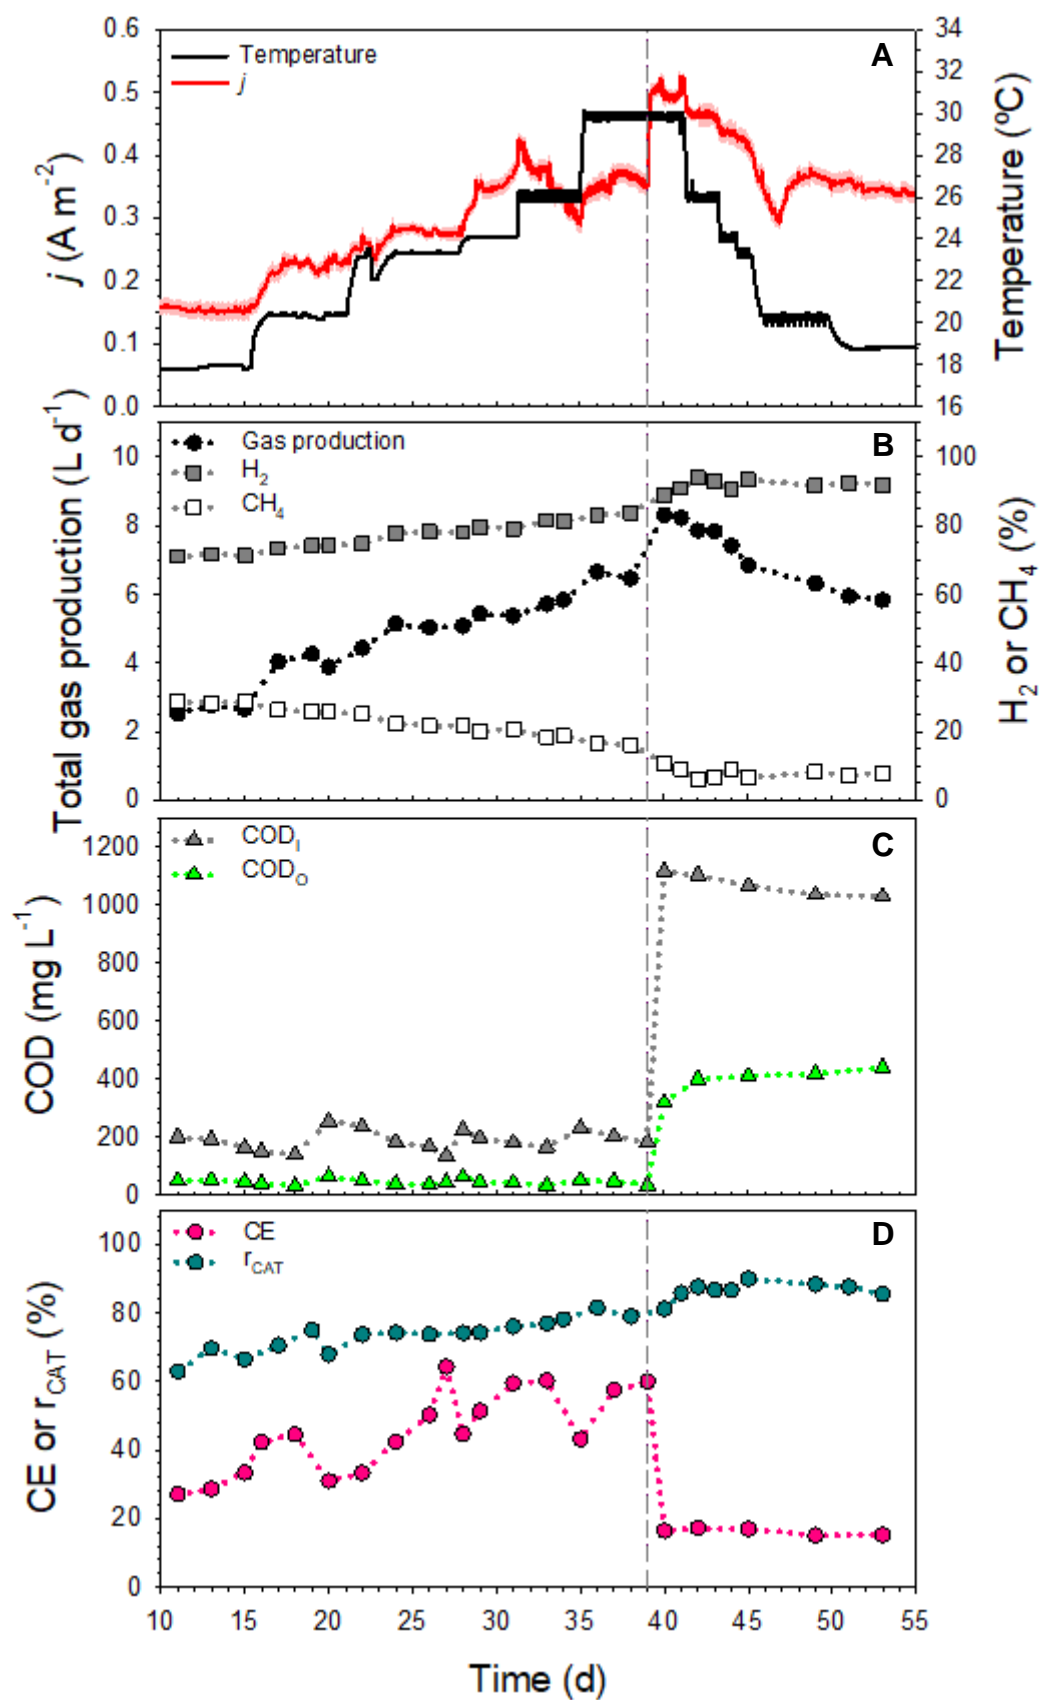 A
Temperature
j
j (A m⁻²)
0.6
0.5
0.4
0.3
0.2
0.1
0.0
Temperature (ºC)
34
32
30
28
26
24
22
20
18
16
B
Gas production
H₂
CH₄
Total gas production (L d⁻¹)
10
8
6
4
2
0
H₂ or CH₄ (%)
100
80
60
40
20
0
C
COD_I
COD_O
COD (mg L⁻¹)
1200
1000
800
600
400
200
0
D
CE
r_CAT
CE or r_CAT (%)
100
80
60
40
20
0
10 15 20 25 30 35 40 45 50 55
Time (d)